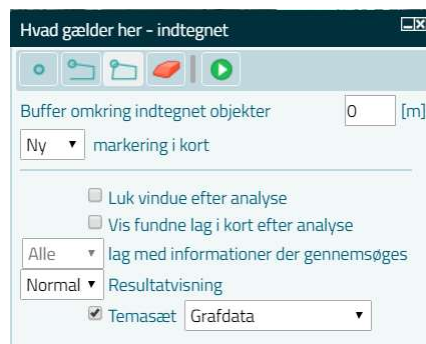 Hvad gælder her - indtegnet
Buffer omkring indtegnet objekter 0 [m]
Ny markering i kort
Luk vindue efter analyse
Vis fundne lag i kort efter analyse
Alle lag med informationer der gennemsøges
Normal Resultatvisning
Temasæt Grafdata